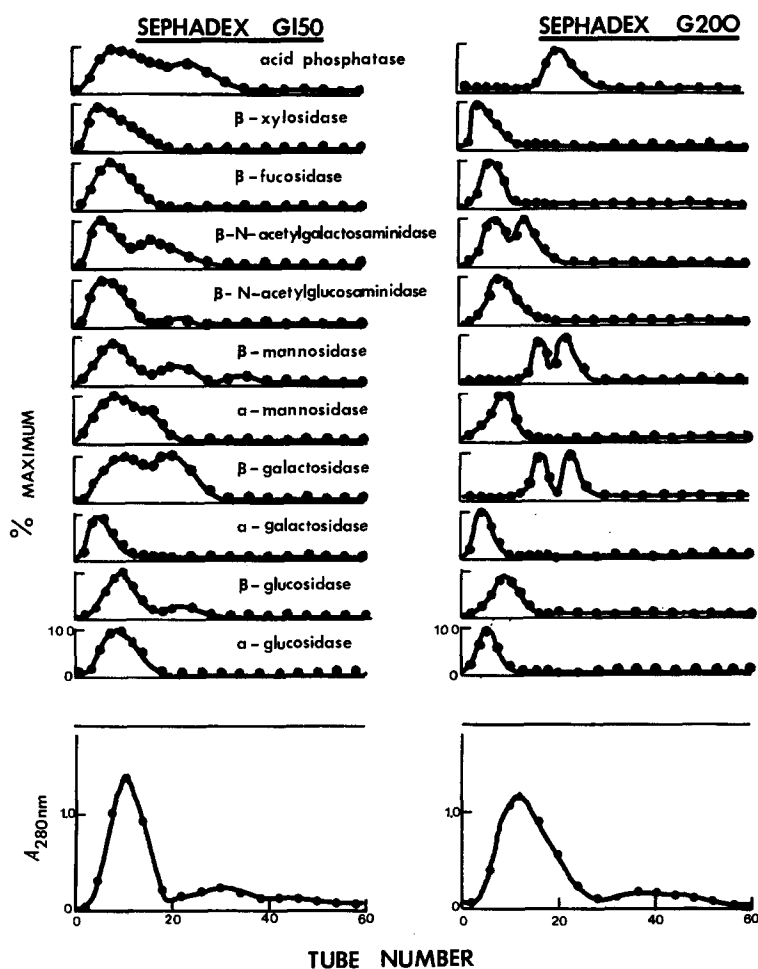 SEPHADEX G150
SEPHADEX G200
acid phosphatase
β-xylosidase
β-fucosidase
β-N-acetylgalactosaminidase
β-N-acetylglucosaminidase
β-mannosidase
α-mannosidase
β-galactosidase
α-galactosidase
β-glucosidase
α-glucosidase
% MAXIMUM
100
0
100
0
A280nm
1.0
0
0 20 40 60
1.0
0
0 20 40 60
TUBE NUMBER